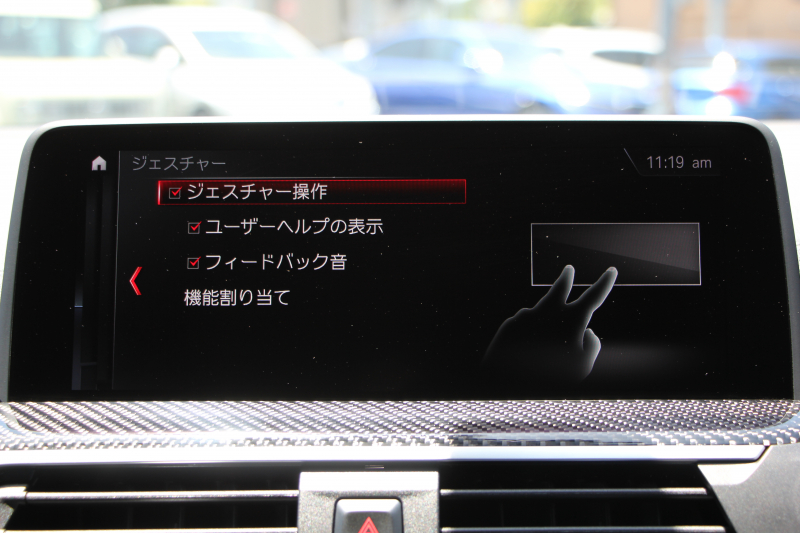 ジェスチャー
11:19 am
ジェスチャー操作
ユーザーヘルプの表示
フィードバック音
機能割り当て